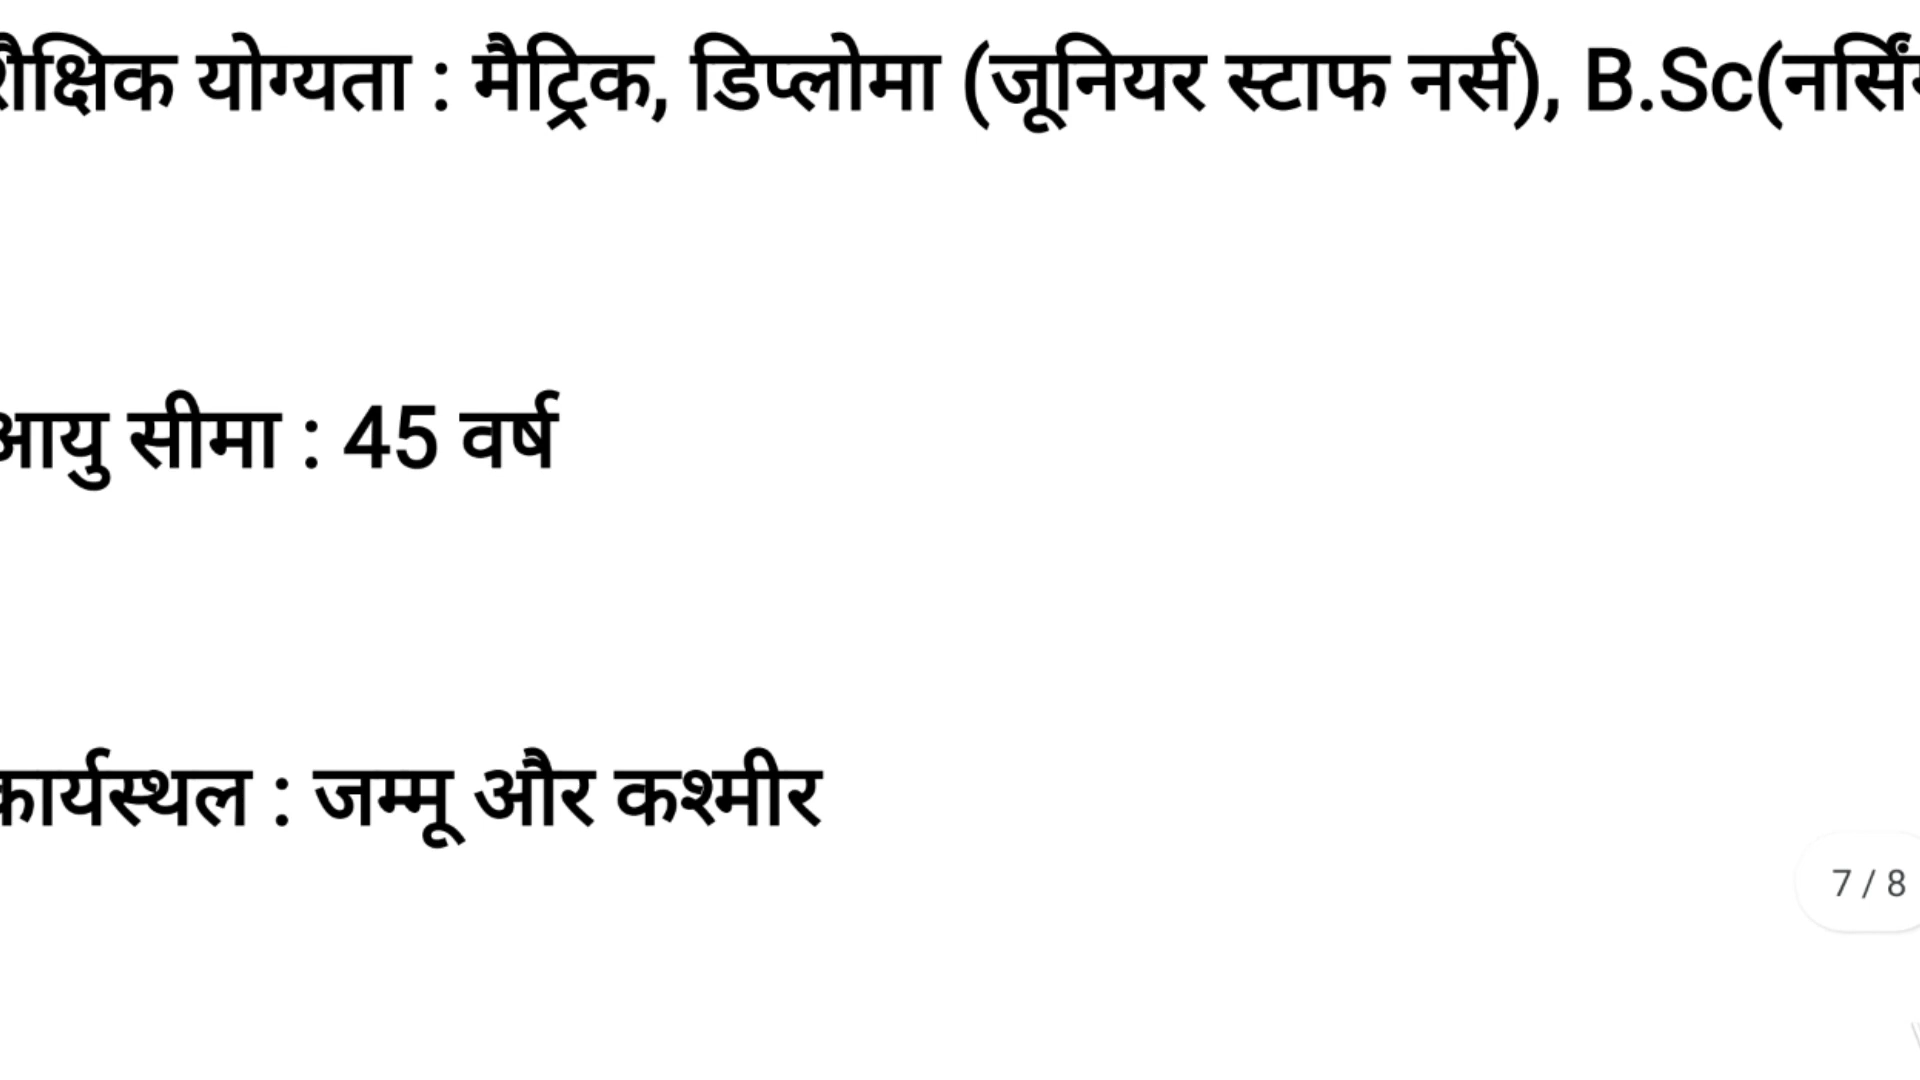 शैक्षिक योग्यता : मैट्रिक, डिप्लोमा (जूनियर स्टाफ नर्स), B.Sc(नर्सिंग
आयु सीमा : 45 वर्ष
कार्यस्थल : जम्मू और कश्मीर
7 / 8